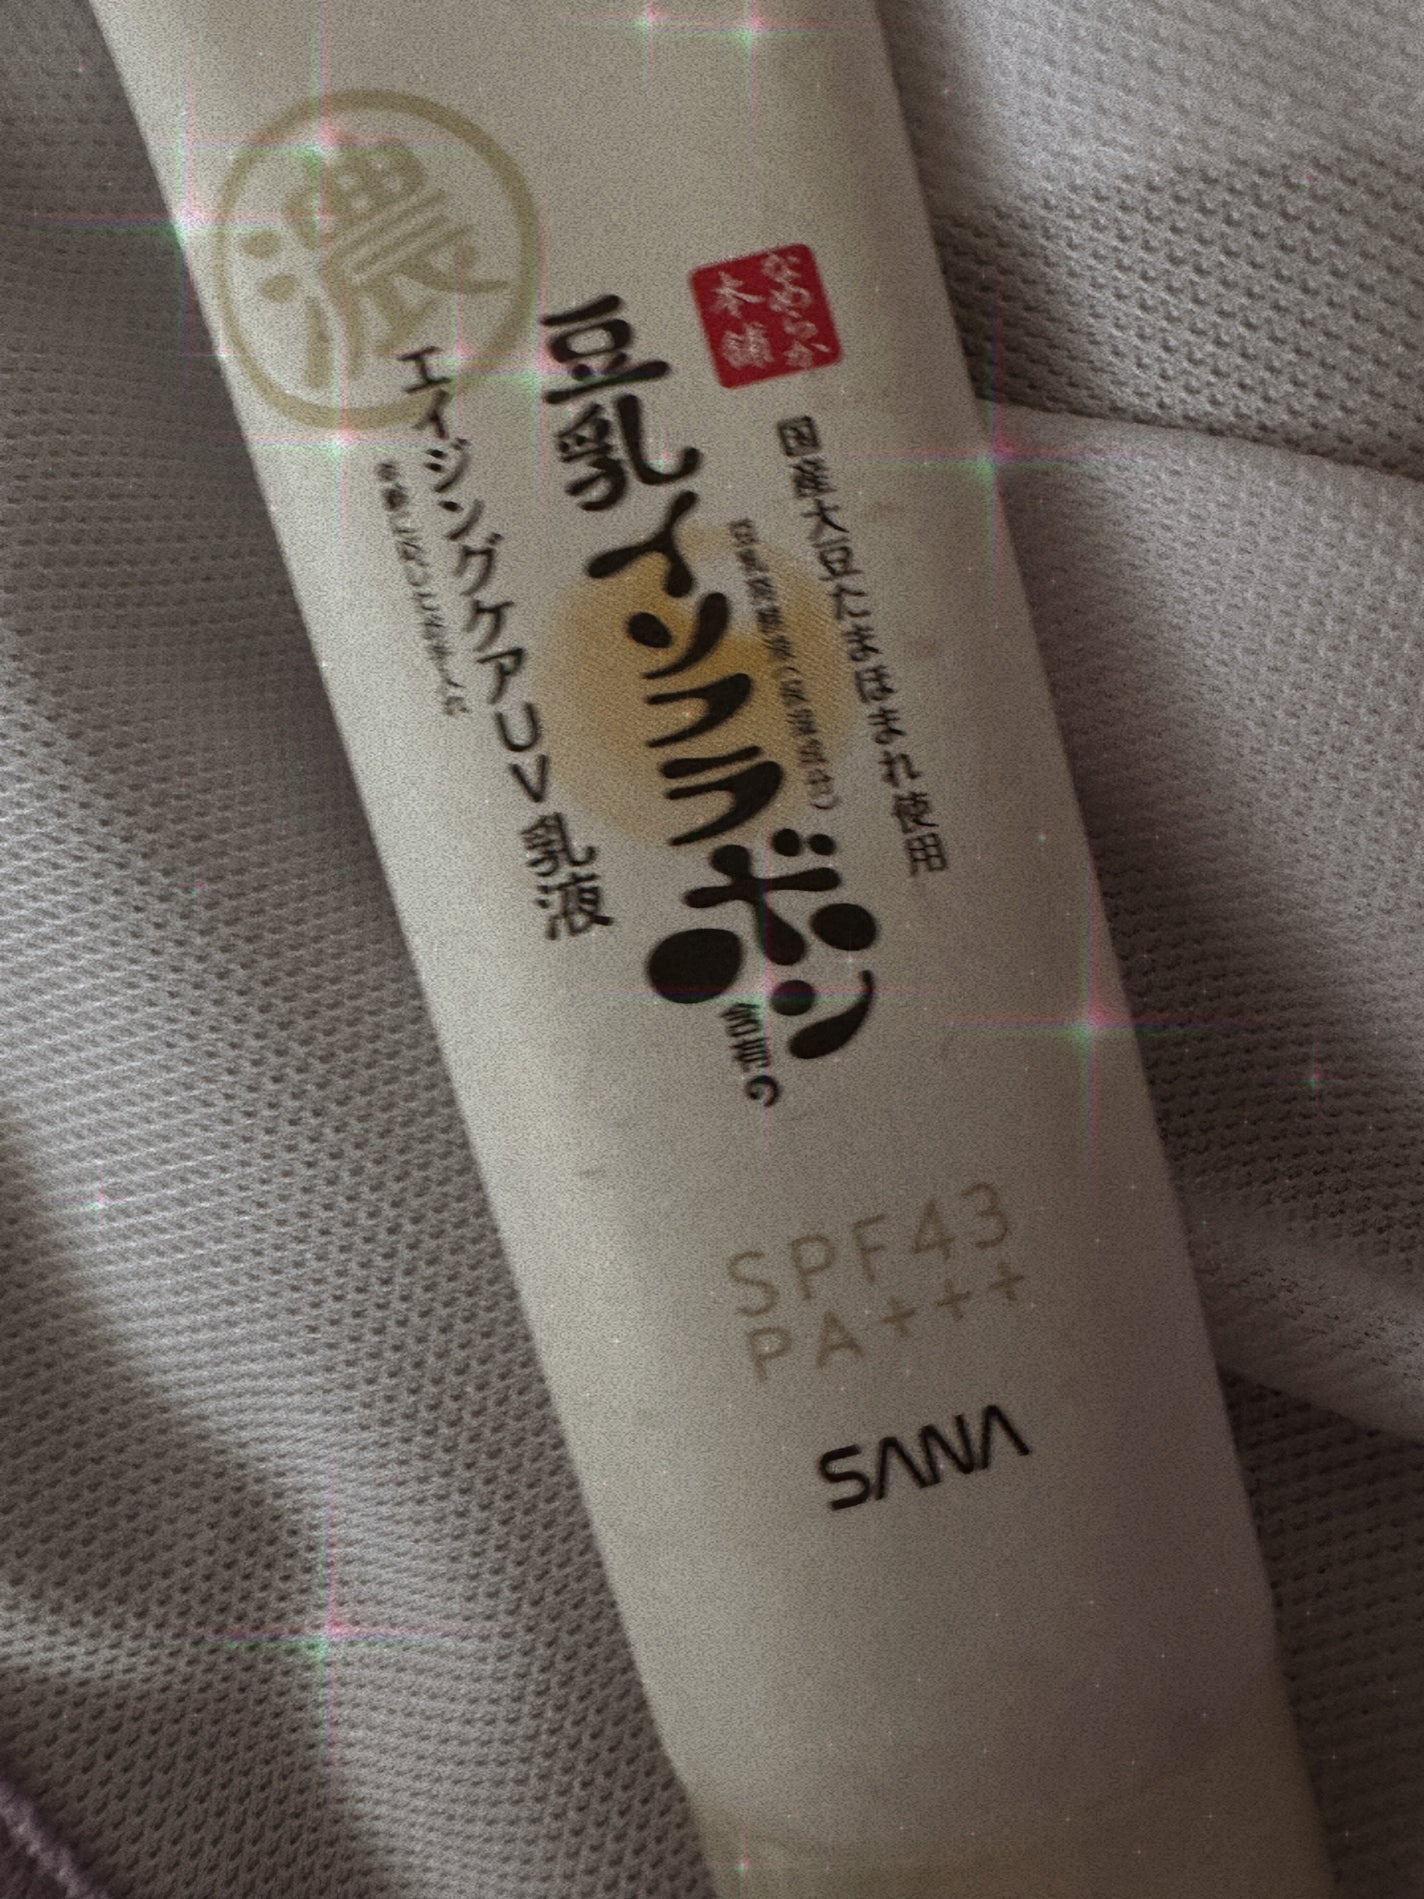 濃
なめらか
本舗
国産大豆たまほまれ使用
豆乳イソフラボン
含有の
エイジングケアUV乳液
SPF43
PA+++
SANA